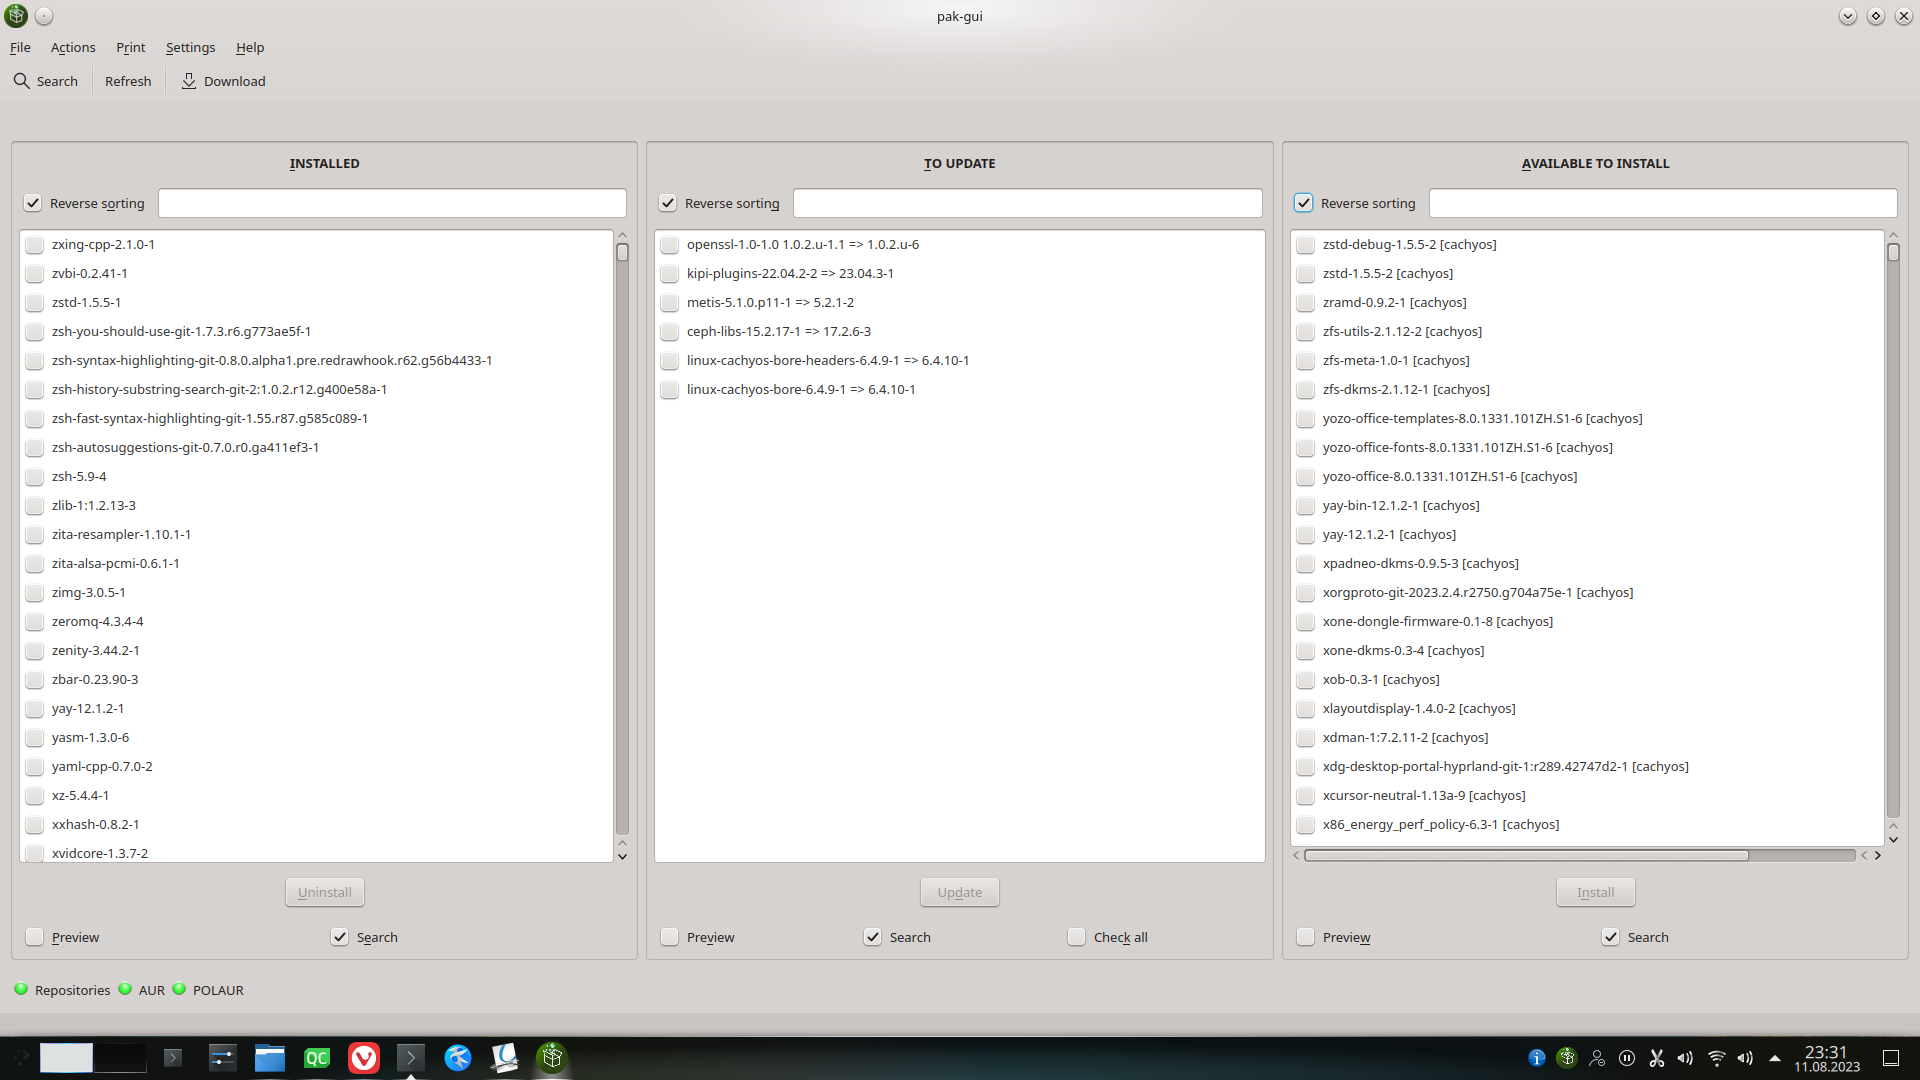 pak-gui
File Actions Print Settings Help
Search Refresh Download
INSTALLED
Reverse sorting
zxing-cpp-2.1.0-1
zvbi-0.2.41-1
zstd-1.5.5-1
zsh-you-should-use-git-1.7.3.r6.g773ae5f-1
zsh-syntax-highlighting-git-0.8.0.alpha1.pre.redrawhook.r62.g56b4433-1
zsh-history-substring-search-git-2:1.0.2.r12.g400e58a-1
zsh-fast-syntax-highlighting-git-1.55.r87.g585c089-1
zsh-autosuggestions-git-0.7.0.r0.ga411ef3-1
zsh-5.9-4
zlib-1:1.2.13-3
zita-resampler-1.10.1-1
zita-alsa-pcmi-0.6.1-1
zimg-3.0.5-1
zeromq-4.3.4-4
zenity-3.44.2-1
zbar-0.23.90-3
yay-12.1.2-1
yasm-1.3.0-6
yaml-cpp-0.7.0-2
xz-5.4.4-1
xxhash-0.8.2-1
xvidcore-1.3.7-2
Uninstall
Preview Search
TO UPDATE
Reverse sorting
openssl-1.0-1.0 1.0.2.u-1.1 => 1.0.2.u-6
kipi-plugins-22.04.2-2 => 23.04.3-1
metis-5.1.0.p11-1 => 5.2.1-2
ceph-libs-15.2.17-1 => 17.2.6-3
linux-cachyos-bore-headers-6.4.9-1 => 6.4.10-1
linux-cachyos-bore-6.4.9-1 => 6.4.10-1
Update
Preview Search Check all
AVAILABLE TO INSTALL
Reverse sorting
zstd-debug-1.5.5-2 [cachyos]
zstd-1.5.5-2 [cachyos]
zramd-0.9.2-1 [cachyos]
zfs-utils-2.1.12-2 [cachyos]
zfs-meta-1.0-1 [cachyos]
zfs-dkms-2.1.12-1 [cachyos]
yozo-office-templates-8.0.1331.101ZH.S1-6 [cachyos]
yozo-office-fonts-8.0.1331.101ZH.S1-6 [cachyos]
yozo-office-8.0.1331.101ZH.S1-6 [cachyos]
yay-bin-12.1.2-1 [cachyos]
yay-12.1.2-1 [cachyos]
xpadneo-dkms-0.9.5-3 [cachyos]
xorgproto-git-2023.2.4.r2750.g704a75e-1 [cachyos]
xone-dongle-firmware-0.1-8 [cachyos]
xone-dkms-0.3-4 [cachyos]
xob-0.3-1 [cachyos]
xlayoutdisplay-1.4.0-2 [cachyos]
xdman-1:7.2.11-2 [cachyos]
xdg-desktop-portal-hyprland-git-1:r289.42747d2-1 [cachyos]
xcursor-neutral-1.13a-9 [cachyos]
x86_energy_perf_policy-6.3-1 [cachyos]
Install
Preview Search
Repositories AUR POLAUR
QC
23:31
11.08.2023